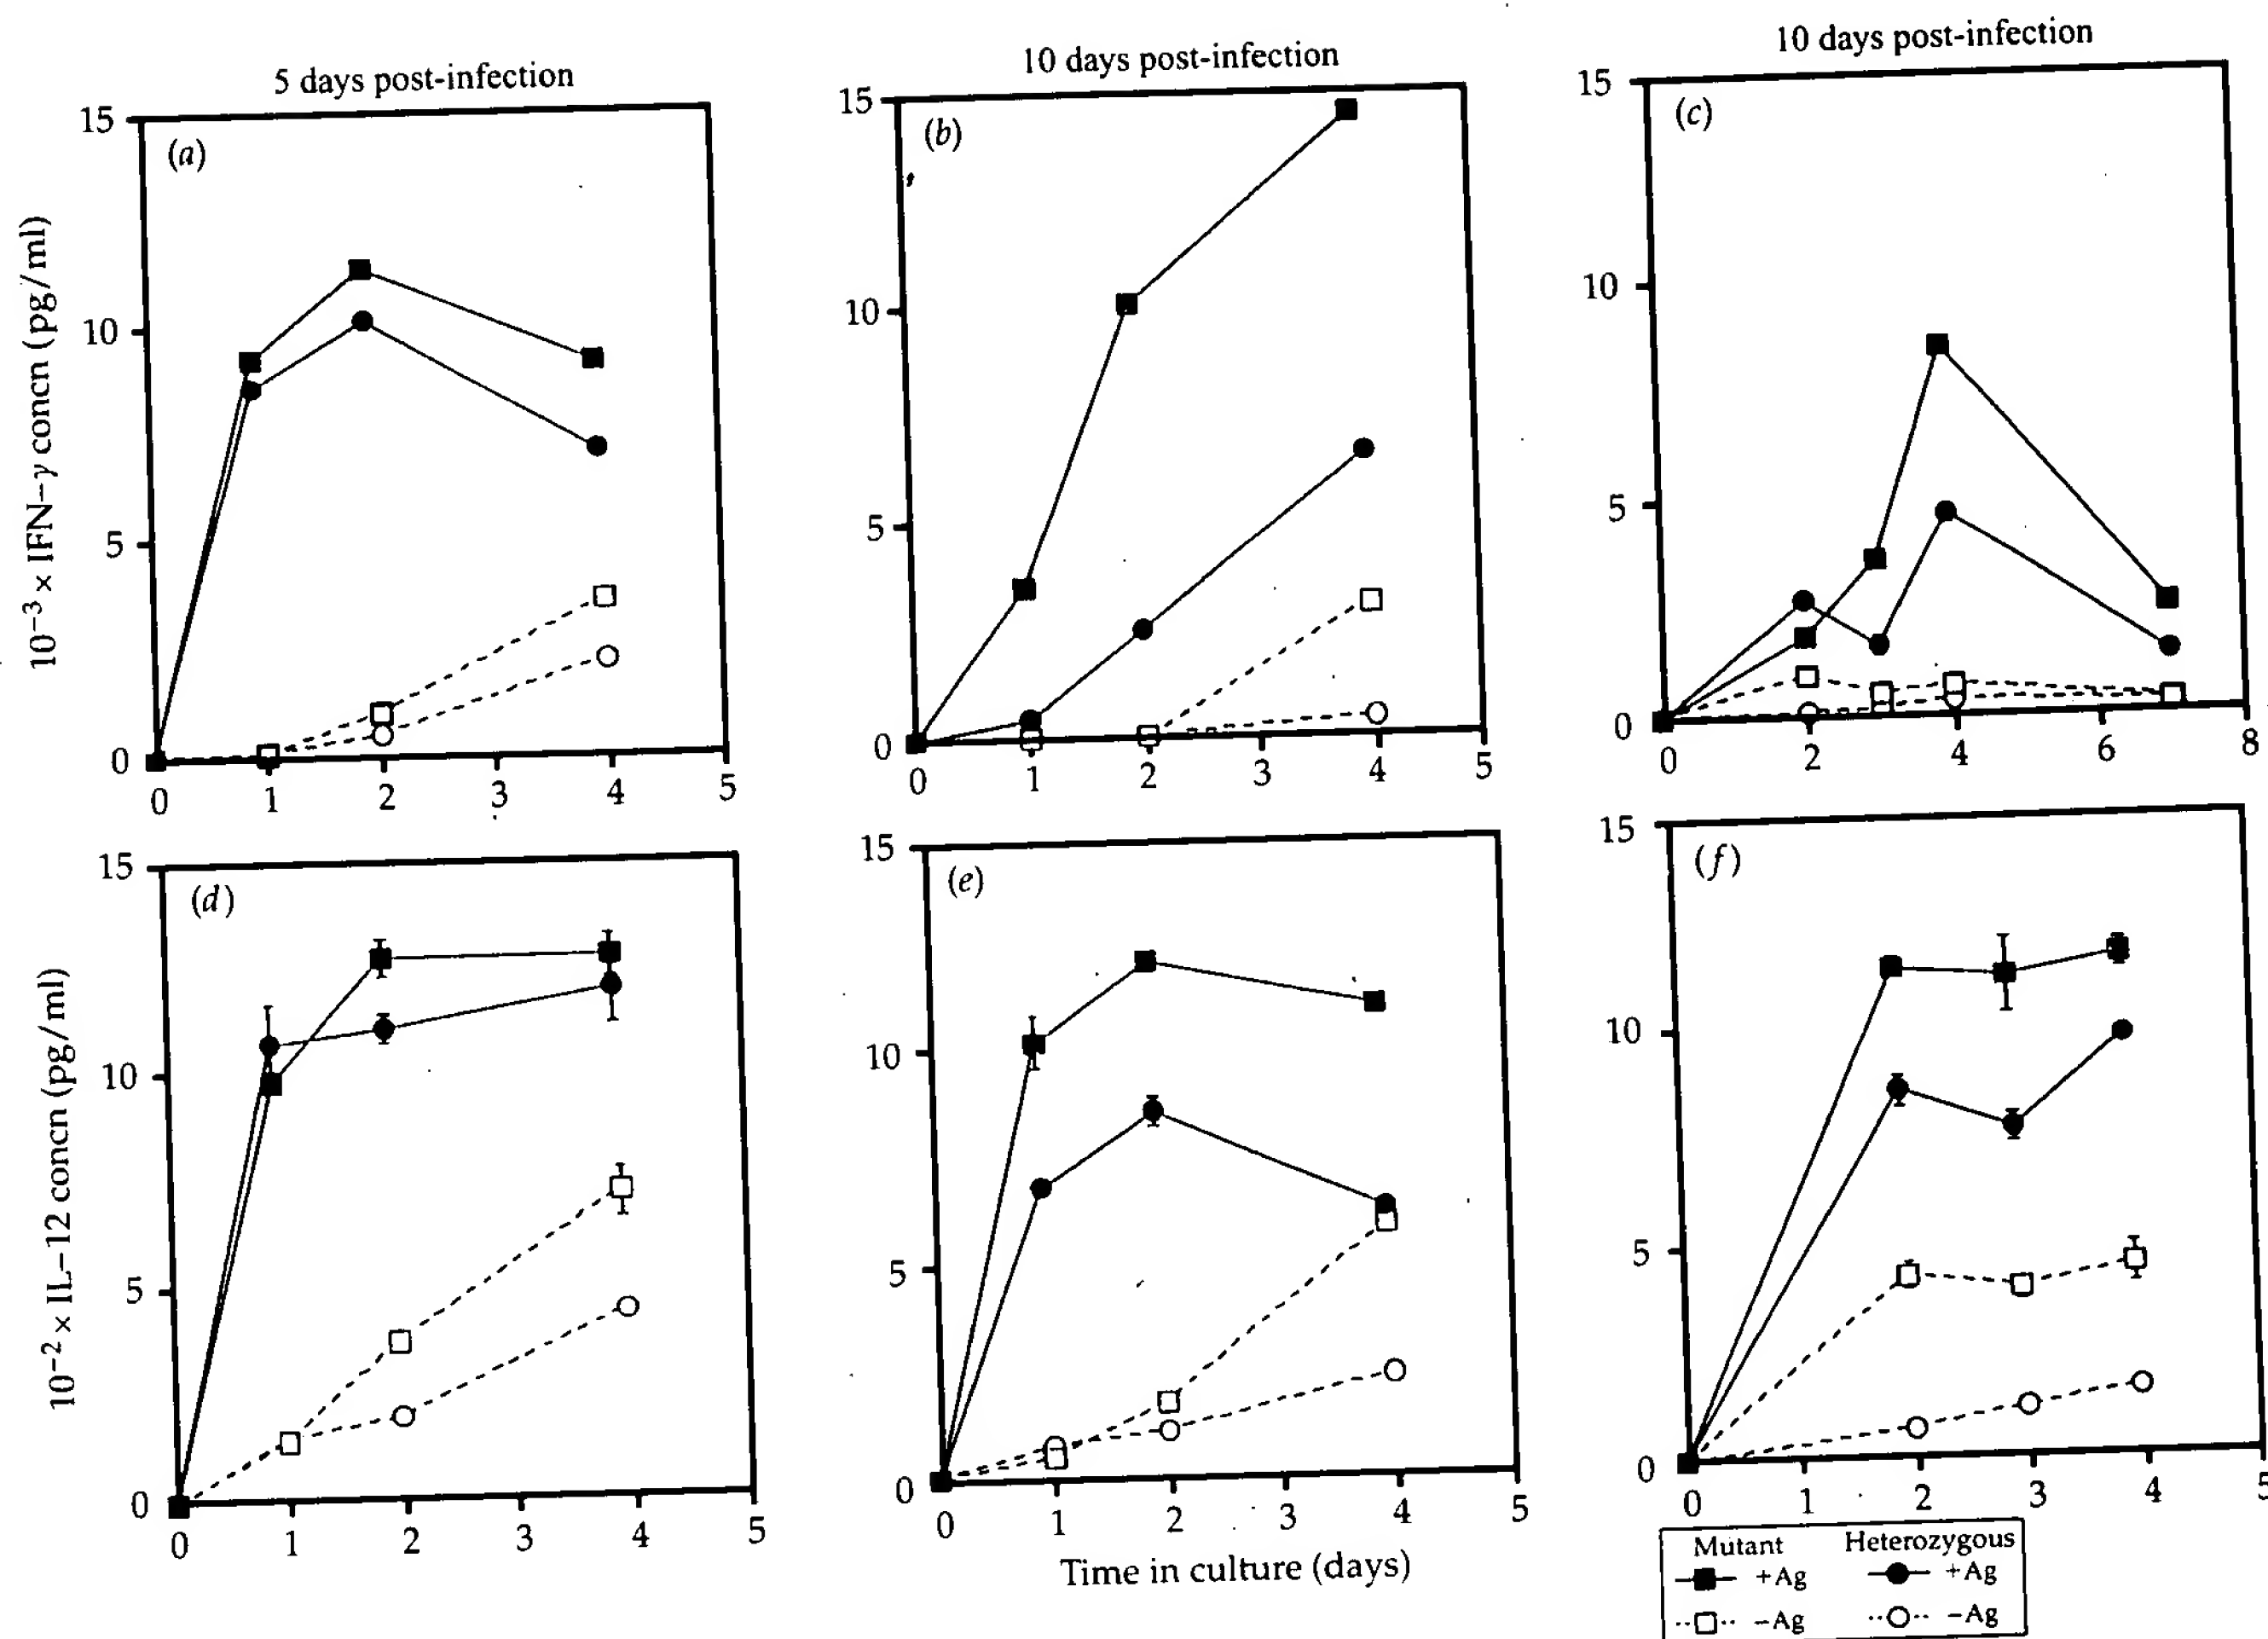 5 days post-infection
10 days post-infection
10 days post-infection
10⁻³ × IFN-γ concn (pg/ml)
15
10
5
0
(a)
0 1 2 3 4 5
15
10
5
0
(b)
0 1 2 3 4 5
15
10
5
0
(c)
0 2 4 6 8
10⁻² × IL-12 concn (pg/ml)
15
10
5
0
(d)
0 1 2 3 4 5
15
10
5
0
(e)
0 1 2 3 4 5
15
10
5
0
(f)
0 1 2 3 4 5
Time in culture (days)
Mutant Heterozygous
+Ag +Ag
-Ag -Ag